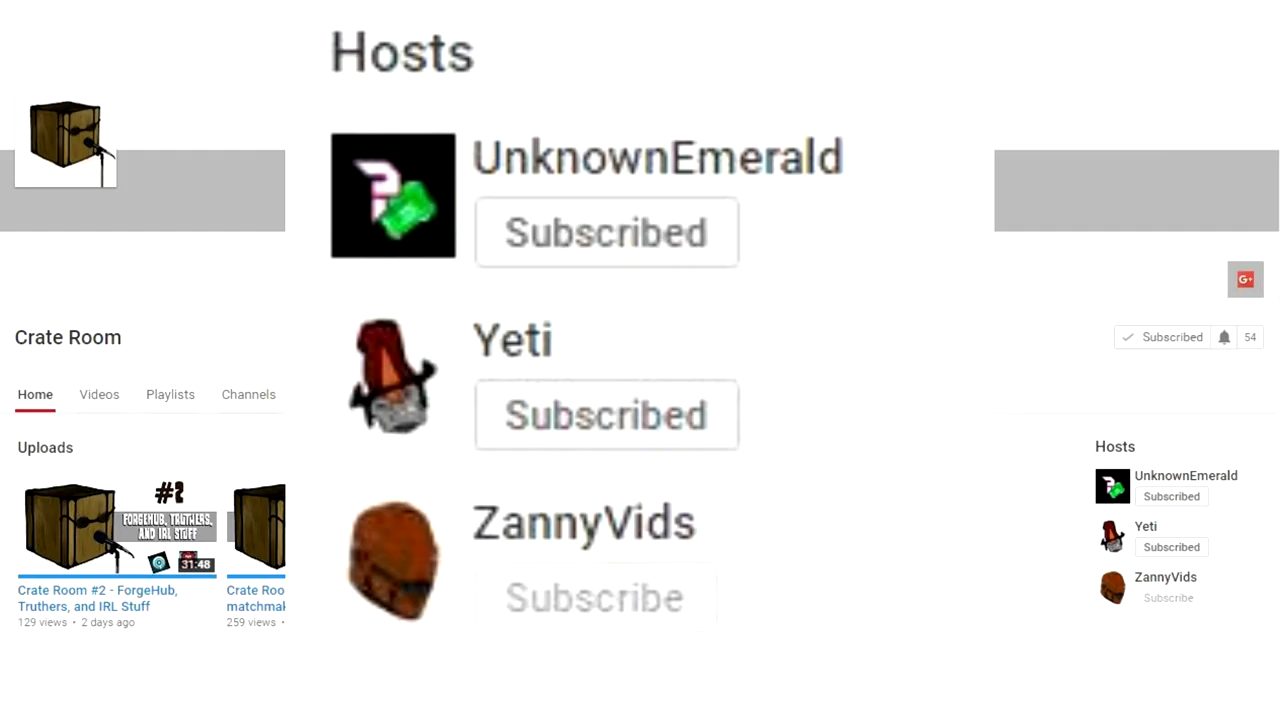 Hosts
UnknownEmerald
Subscribed
Yeti
Subscribed
ZannyVids
Subscribe
G+
Crate Room
Subscribed 54
Home Videos Playlists Channels
Uploads
#2
FORGEHUB, TRUTHERS,
AND IRL STUFF
31:48
Crate Room #2 - ForgeHub,
Truthers, and IRL Stuff
129 views • 2 days ago
Crate Roo
matchmak
259 views •
Hosts
UnknownEmerald
Subscribed
Yeti
Subscribed
ZannyVids
Subscribe